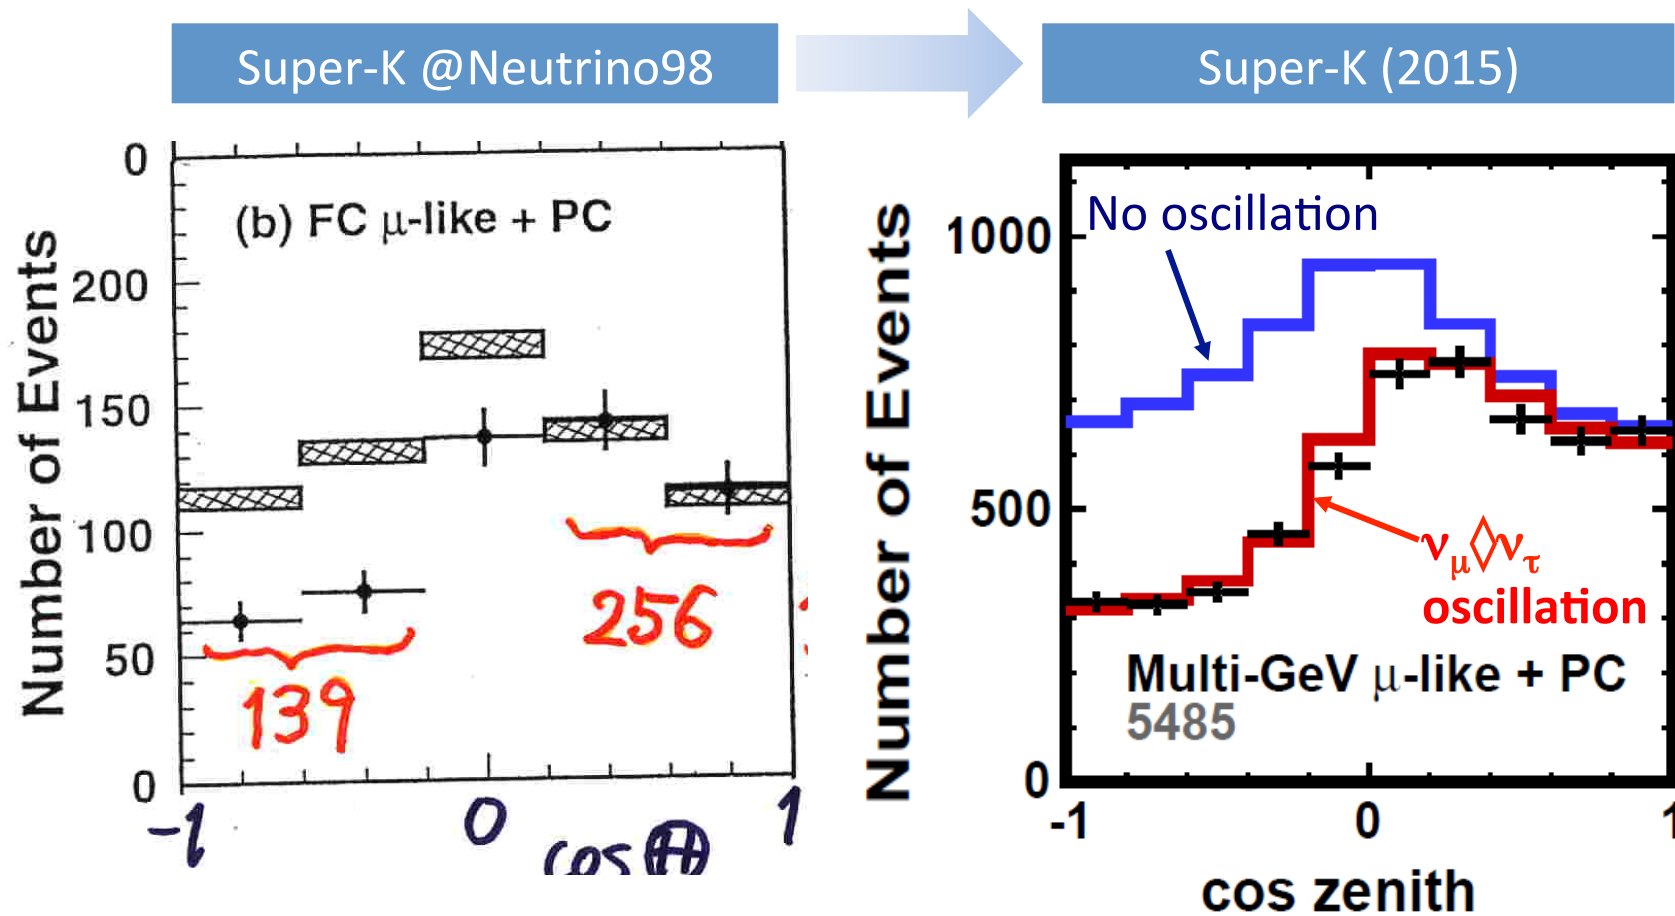 Super-K @Neutrino98
Super-K (2015)
Number of Events
0
200
150
100
50
0
(b) FC μ-like + PC
139
256
-1
0
1
cos Θ
Number of Events
1000
500
0
No oscillation
νμ◊ντ
oscillation
Multi-GeV μ-like + PC
5485
-1
0
1
cos zenith